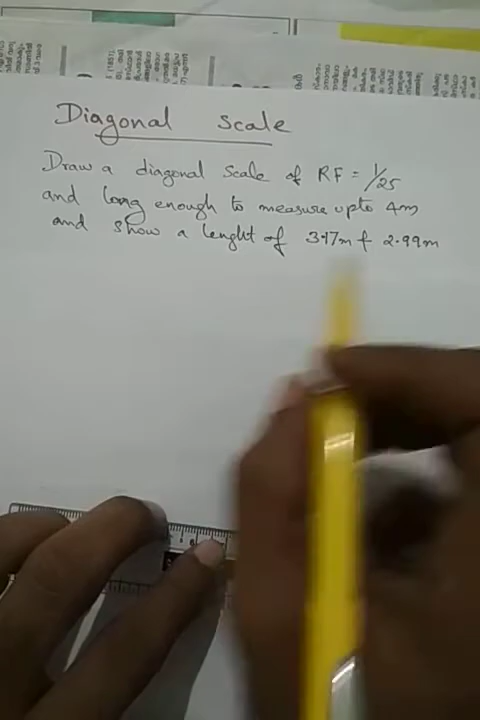 Diagonal scale
Draw a diagonal scale of RF = 1/25
and long enough to measure upto 4m
and show a lenght of 3.17m & 2.99m